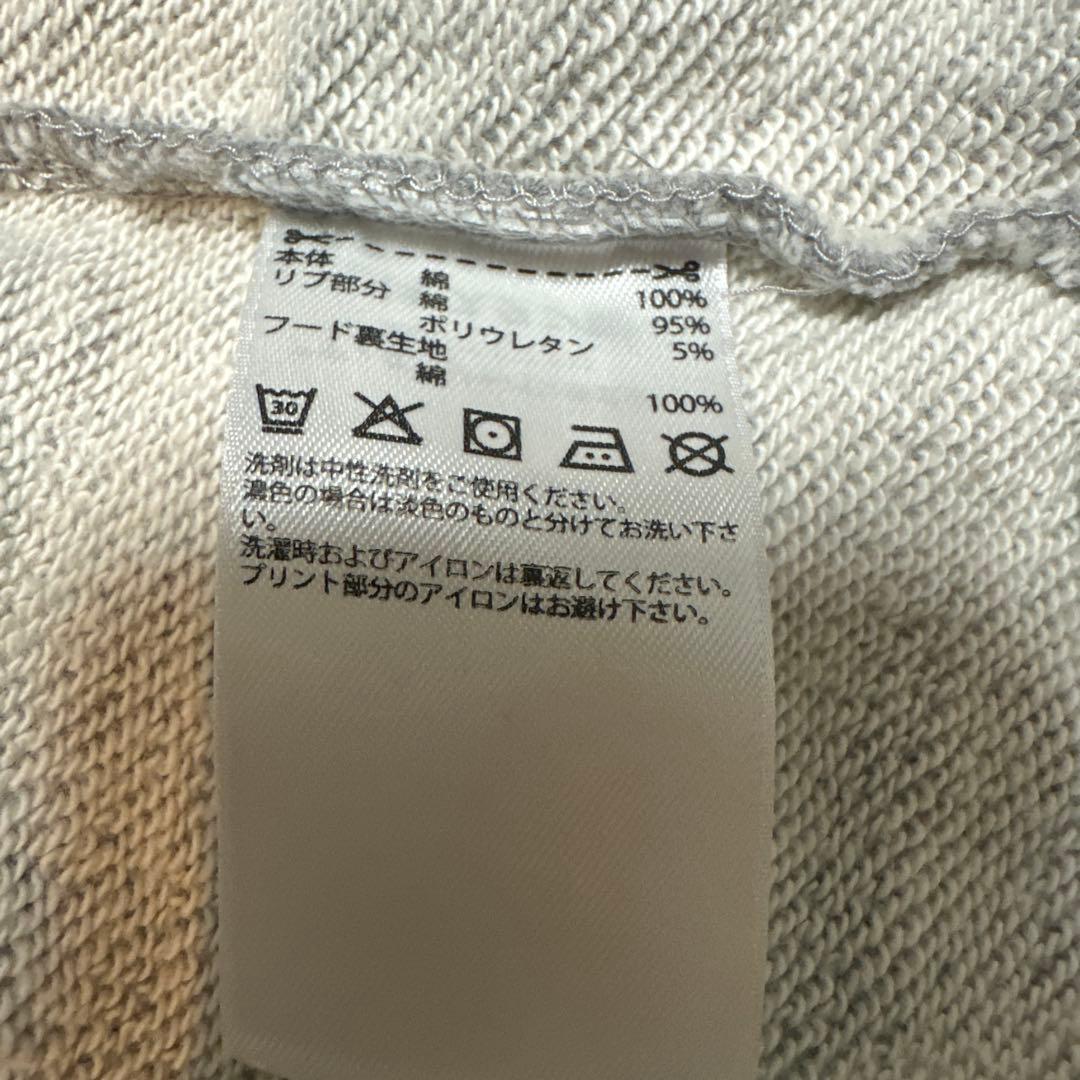 本体 綿 100%
リブ部分 綿 95%
ポリウレタン 5%
フード裏生地
綿 100%
30
洗剤は中性洗剤をご使用ください。
濃色の場合は淡色のものと分けてお洗い下さ
い。
洗濯時およびアイロンは裏返してください。
プリント部分のアイロンはお避け下さい。